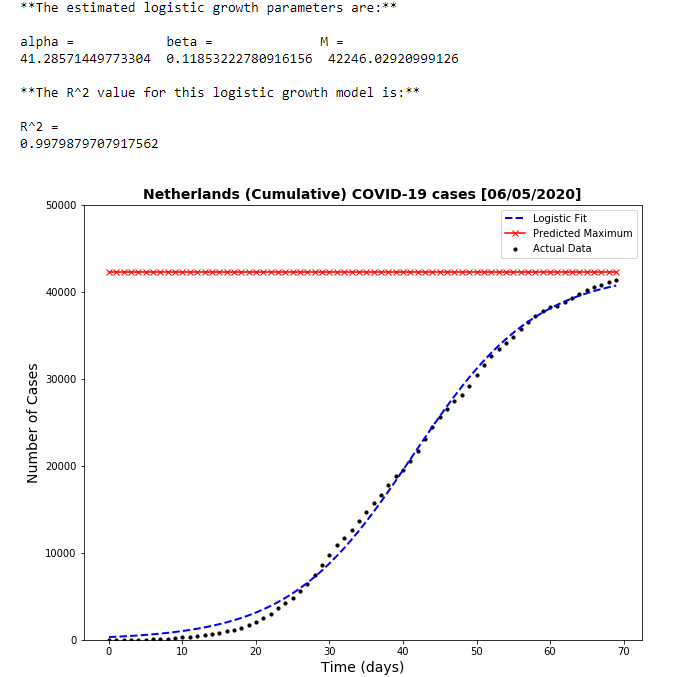 **The estimated logistic growth parameters are:**
alpha = beta = M =
41.28571449773304 0.11853222780916156 42246.02920999126
**The R^2 value for this logistic growth model is:**
R^2 =
0.9979879707917562
Netherlands (Cumulative) COVID-19 cases [06/05/2020]
Logistic Fit
Predicted Maximum
Actual Data
Number of Cases
50000
40000
30000
20000
10000
0
0 10 20 30 40 50 60 70
Time (days)